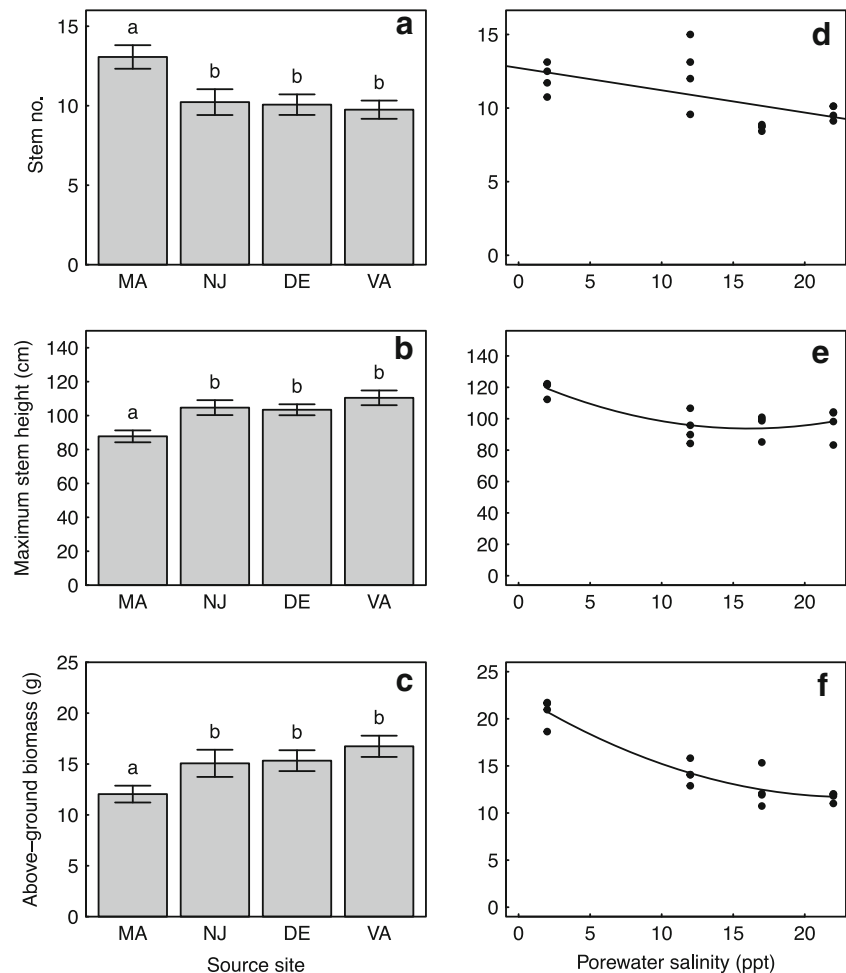 a
15
10
5
0
Stem no.
a
b
b
b
MA
NJ
DE
VA
d
15
10
5
0
0
5
10
15
20
b
140
120
100
80
60
40
20
0
Maximum stem height (cm)
a
b
b
b
MA
NJ
DE
VA
e
140
120
100
80
60
40
20
0
0
5
10
15
20
c
25
20
15
10
5
0
Above–ground biomass (g)
a
b
b
b
MA
NJ
DE
VA
Source site
f
25
20
15
10
5
0
0
5
10
15
20
Porewater salinity (ppt)